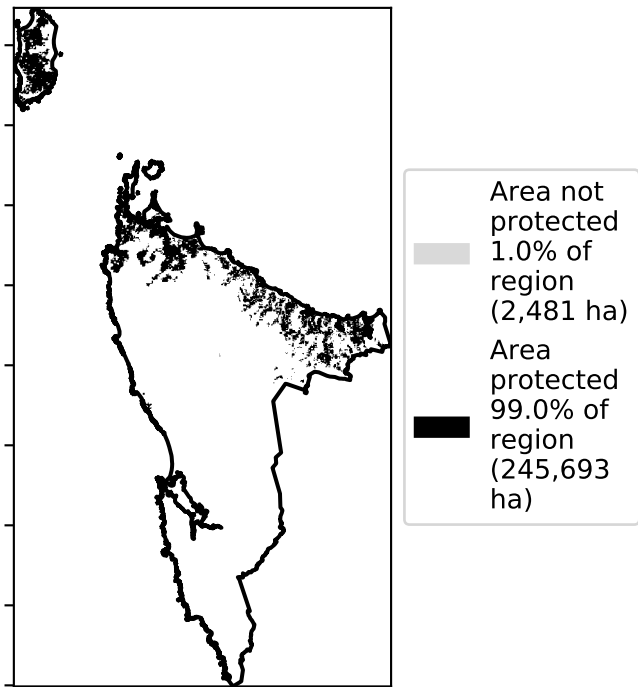 Area not
protected
1.0% of
region
(2,481 ha)
Area
protected
99.0% of
region
(245,693
ha)